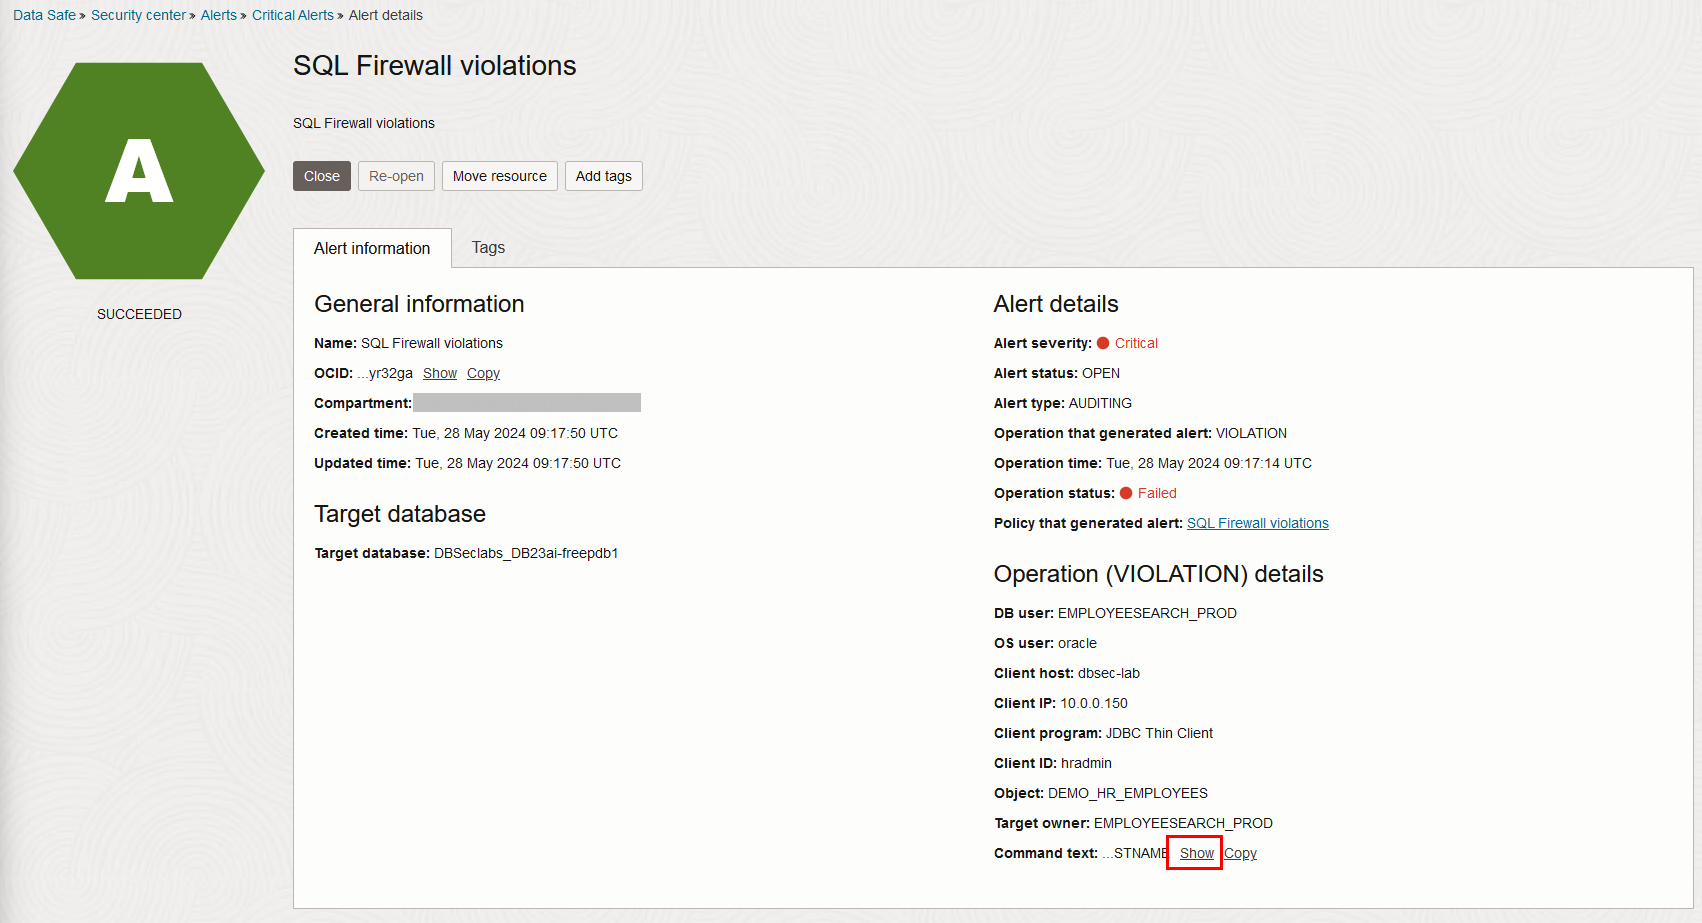 Data Safe » Security center » Alerts » Critical Alerts » Alert details
A
SUCCEEDED
SQL Firewall violations
SQL Firewall violations
Close Re-open Move resource Add tags
Alert information Tags
General information
Name: SQL Firewall violations
OCID: ...yr32ga Show Copy
Compartment:
Created time: Tue, 28 May 2024 09:17:50 UTC
Updated time: Tue, 28 May 2024 09:17:50 UTC
Target database
Target database: DBSeclabs_DB23ai-freepdb1
Alert details
Alert severity: Critical
Alert status: OPEN
Alert type: AUDITING
Operation that generated alert: VIOLATION
Operation time: Tue, 28 May 2024 09:17:14 UTC
Operation status: Failed
Policy that generated alert: SQL Firewall violations
Operation (VIOLATION) details
DB user: EMPLOYEESEARCH_PROD
OS user: oracle
Client host: dbsec-lab
Client IP: 10.0.0.150
Client program: JDBC Thin Client
Client ID: hradmin
Object: DEMO_HR_EMPLOYEES
Target owner: EMPLOYEESEARCH_PROD
Command text: ...STNAME Show Copy